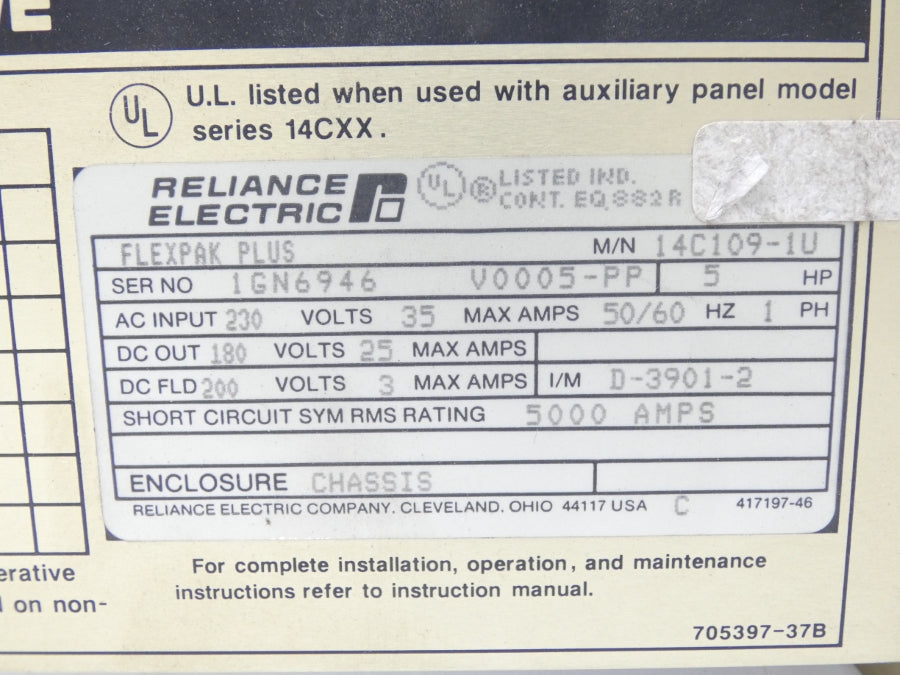 U.L. listed when used with auxiliary panel model
series 14CXX.
RELIANCE
ELECTRIC
UL ® LISTED IND.
CONT. EQ. 882R
FLEXPAK PLUS M/N 14C109-1U
SER NO 1GN6946 V0005-PP 5 HP
AC INPUT 230 VOLTS 35 MAX AMPS 50/60 HZ 1 PH
DC OUT 180 VOLTS 25 MAX AMPS
DC FLD 200 VOLTS 3 MAX AMPS I/M D-3901-2
SHORT CIRCUIT SYM RMS RATING 5000 AMPS
ENCLOSURE CHASSIS
RELIANCE ELECTRIC COMPANY. CLEVELAND. OHIO 44117 USA C 417197-46
For complete installation, operation, and maintenance
instructions refer to instruction manual.
erative
on non-
705397-37B